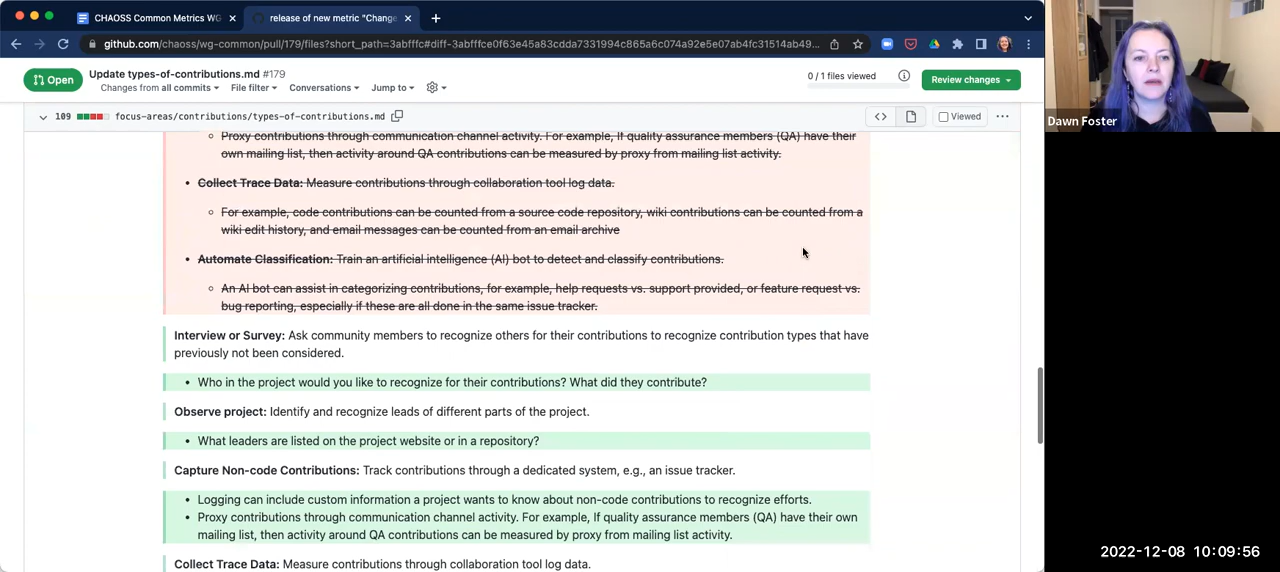 CHAOSS Common Metrics WG
release of new metric "Change
github.com/chaoss/wg-common/pull/179/files?short_path=3abfffc#diff-3abfffce0f63e45a83cdda7331994c865a6c074a92e5e07ab4fc31514ab49...
Open
Update types-of-contributions.md #179
Changes from all commits
File filter
Conversations
Jump to
0 / 1 files viewed
Review changes
109
focus-areas/contributions/types-of-contributions.md
Viewed
Proxy contributions through communication channel activity. For example, If quality assurance members (QA) have their
own mailing list, then activity around QA contributions can be measured by proxy from mailing list activity.
Collect Trace Data: Measure contributions through collaboration tool log data.
For example, code contributions can be counted from a source code repository, wiki contributions can be counted from a
wiki edit history, and email messages can be counted from an email archive
Automate Classification: Train an artificial intelligence (AI) bot to detect and classify contributions.
An AI bot can assist in categorizing contributions, for example, help requests vs. support provided, or feature request vs.
bug reporting, especially if these are all done in the same issue tracker.
Interview or Survey: Ask community members to recognize others for their contributions to recognize contribution types that have
previously not been considered.
Who in the project would you like to recognize for their contributions? What did they contribute?
Observe project: Identify and recognize leads of different parts of the project.
What leaders are listed on the project website or in a repository?
Capture Non-code Contributions: Track contributions through a dedicated system, e.g., an issue tracker.
Logging can include custom information a project wants to know about non-code contributions to recognize efforts.
Proxy contributions through communication channel activity. For example, If quality assurance members (QA) have their own
mailing list, then activity around QA contributions can be measured by proxy from mailing list activity.
Collect Trace Data: Measure contributions through collaboration tool log data.
Dawn Foster
2022-12-08 10:09:56